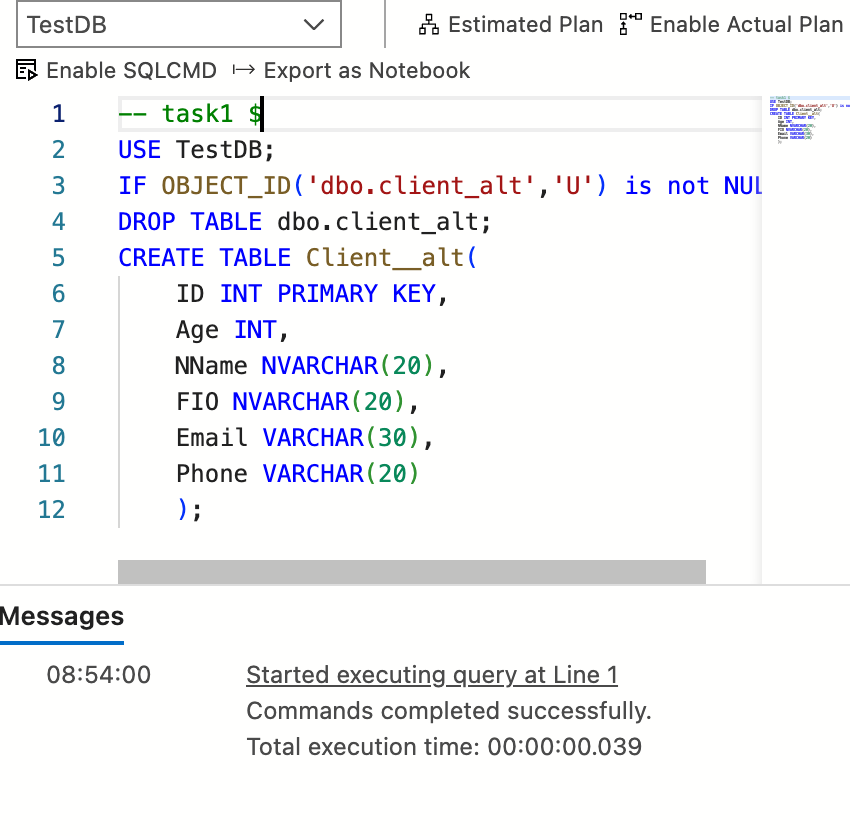 TestDB
Estimated Plan
Enable Actual Plan
Enable SQLCMD
Export as Notebook
1 -- task1 $
2 USE TestDB;
3 IF OBJECT_ID('dbo.client_alt','U') is not NUL
4 DROP TABLE dbo.client_alt;
5 CREATE TABLE Client__alt(
6 ID INT PRIMARY KEY,
7 Age INT,
8 NName NVARCHAR(20),
9 FIO NVARCHAR(20),
10 Email VARCHAR(30),
11 Phone VARCHAR(20)
12 );
Messages
08:54:00 Started executing query at Line 1
Commands completed successfully.
Total execution time: 00:00:00.039